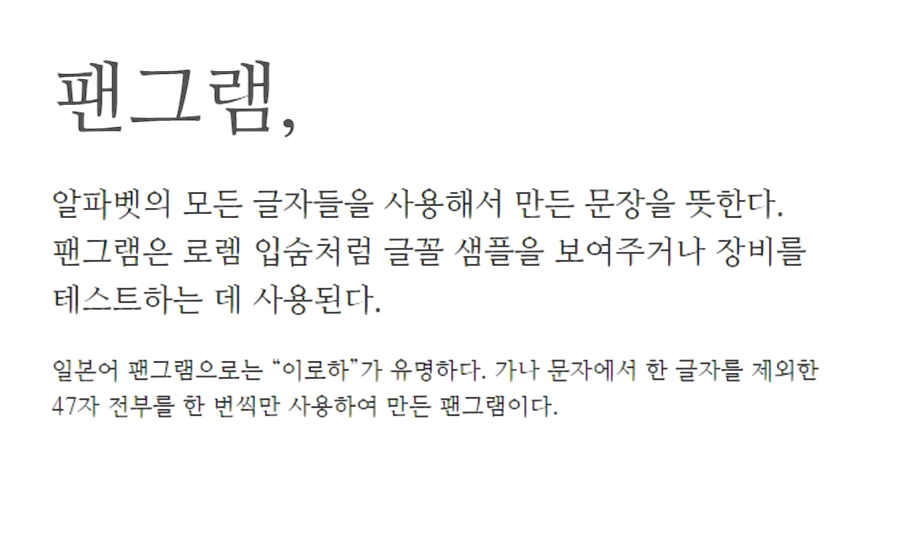 팬그램,
알파벳의 모든 글자들을 사용해서 만든 문장을 뜻한다.
팬그램은 로렘 입숨처럼 글꼴 샘플을 보여주거나 장비를
테스트하는 데 사용된다.
일본어 팬그램으로는 “이로하”가 유명하다. 가나 문자에서 한 글자를 제외한
47자 전부를 한 번씩만 사용하여 만든 팬그램이다.